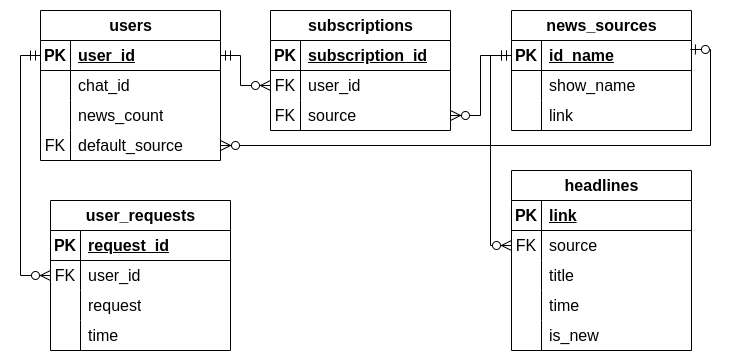 users
PK user_id
chat_id
news_count
FK default_source
subscriptions
PK subscription_id
FK user_id
FK source
news_sources
PK id_name
show_name
link
user_requests
PK request_id
FK user_id
request
time
headlines
PK link
FK source
title
time
is_new